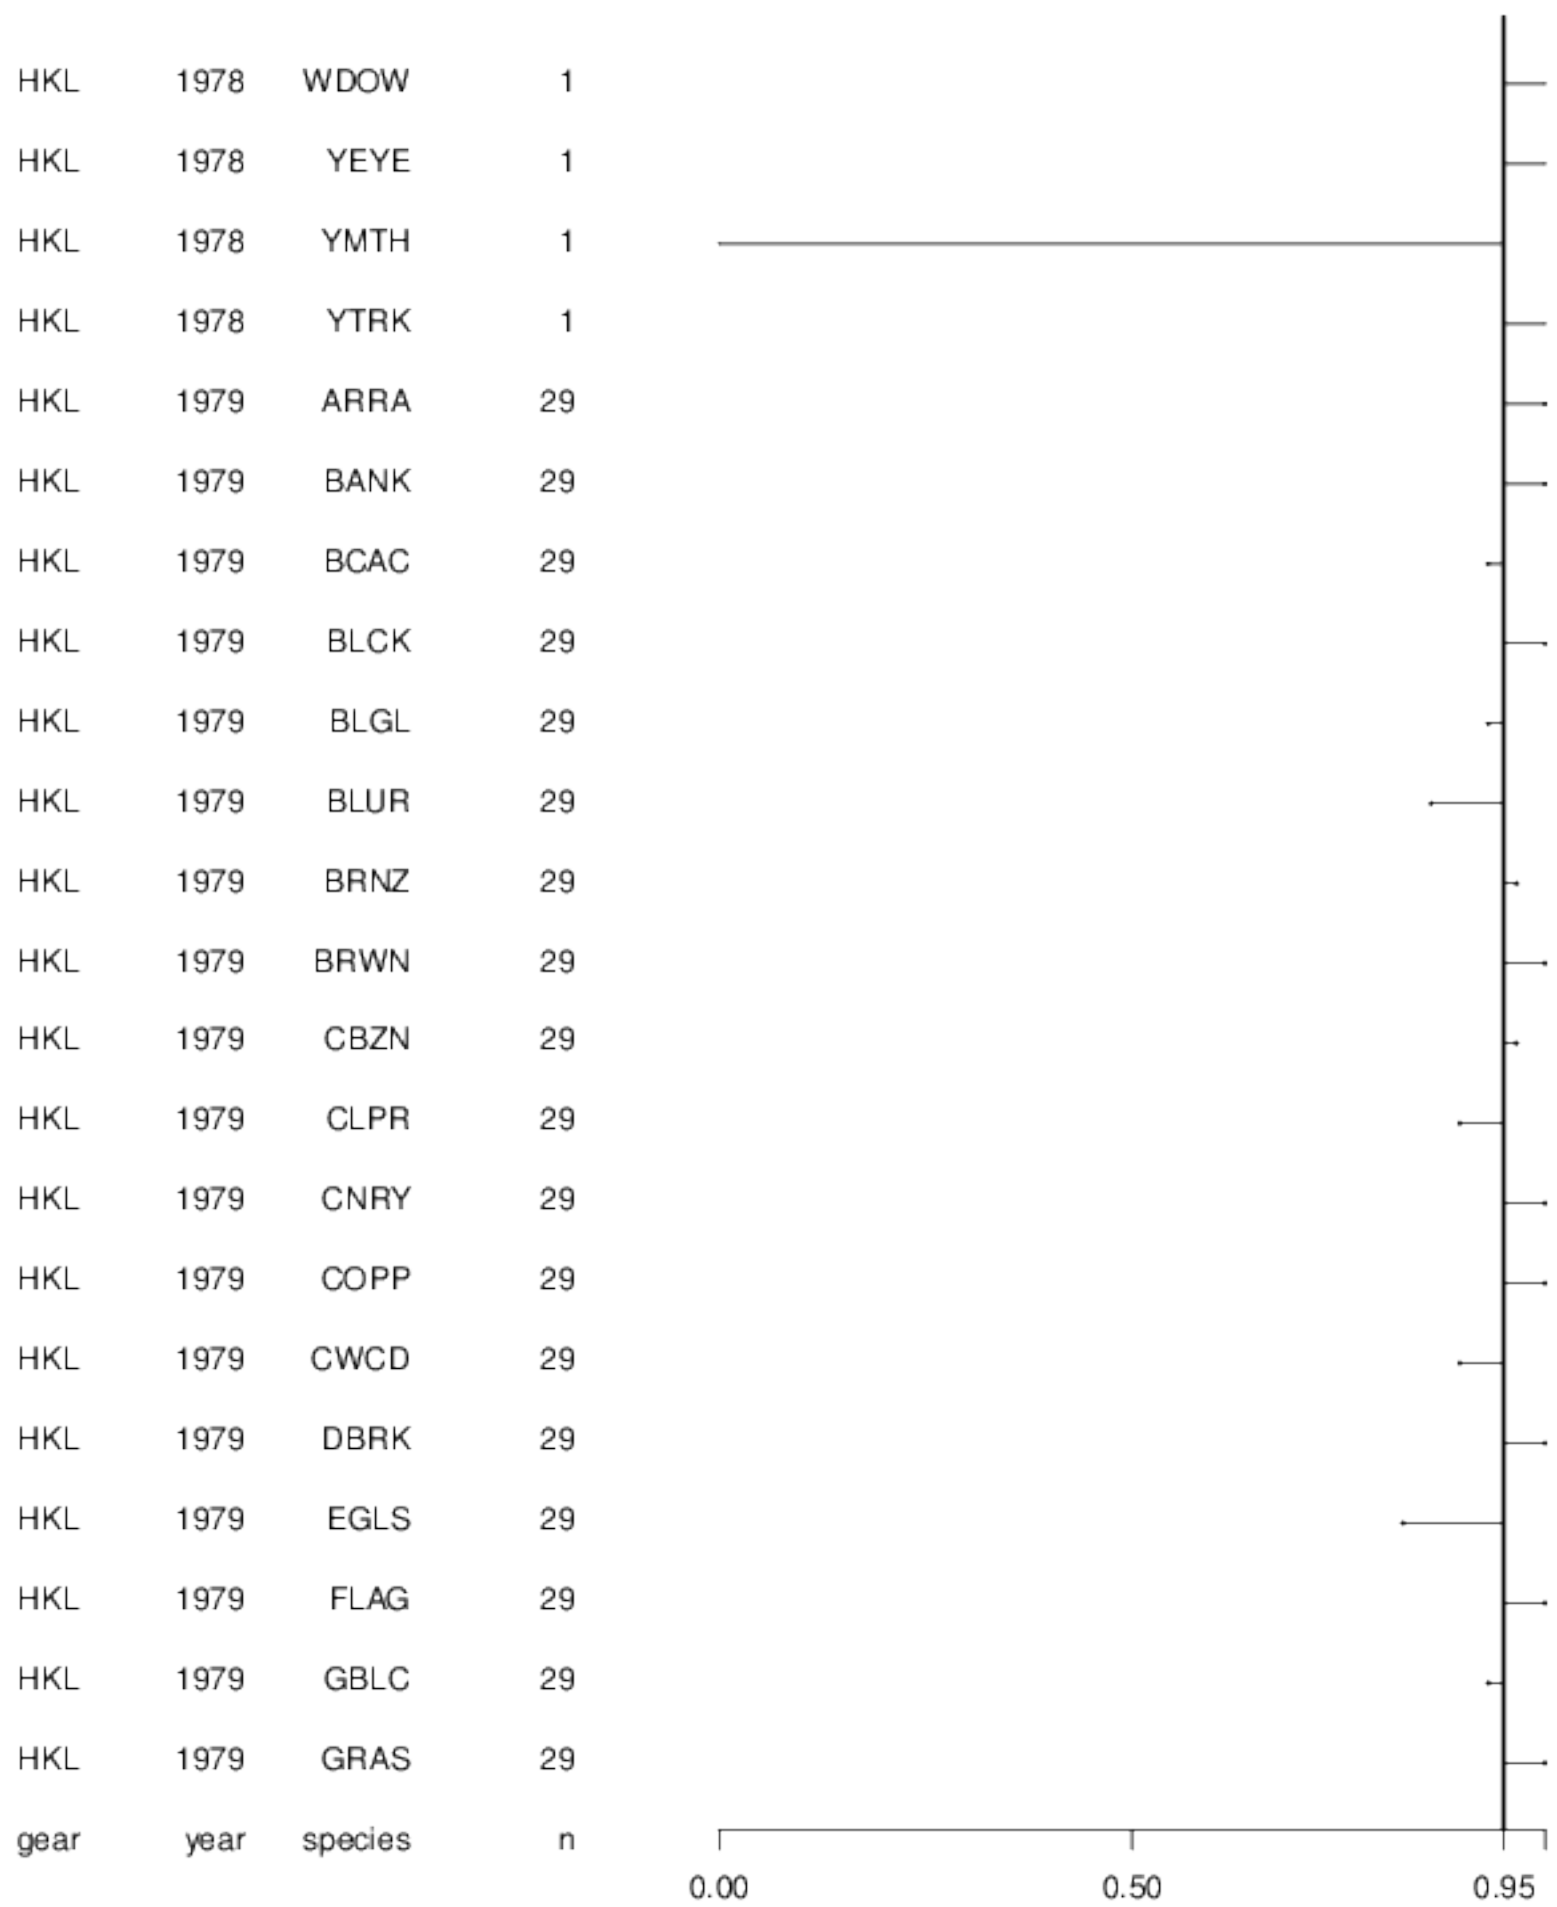 HKL 1978 WDOW 1
HKL 1978 YEYE 1
HKL 1978 YMTH 1
HKL 1978 YTRK 1
HKL 1979 ARRA 29
HKL 1979 BANK 29
HKL 1979 BCAC 29
HKL 1979 BLCK 29
HKL 1979 BLGL 29
HKL 1979 BLUR 29
HKL 1979 BRNZ 29
HKL 1979 BRWN 29
HKL 1979 CBZN 29
HKL 1979 CLPR 29
HKL 1979 CNRY 29
HKL 1979 COPP 29
HKL 1979 CWCD 29
HKL 1979 DBRK 29
HKL 1979 EGLS 29
HKL 1979 FLAG 29
HKL 1979 GBLC 29
HKL 1979 GRAS 29
gear year species n
0.00 0.50 0.95